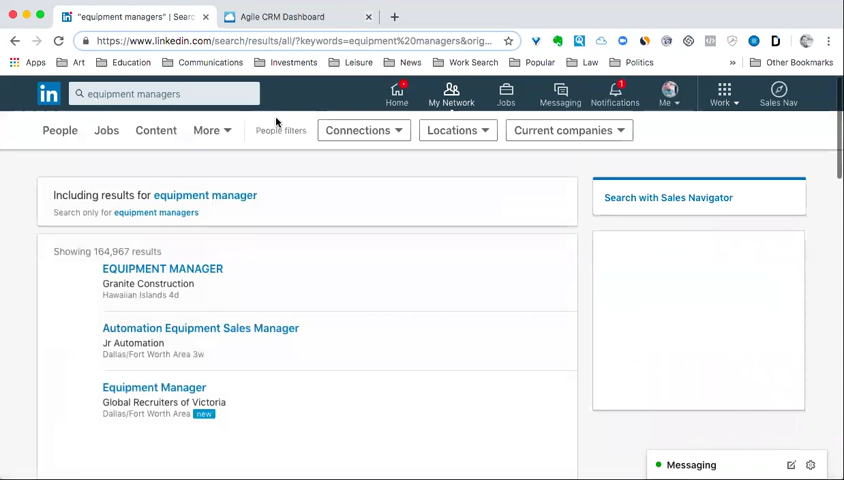 "equipment managers" | Searc
Agile CRM Dashboard
https://www.linkedin.com/search/results/all/?keywords=equipment%20managers&orig...
Apps
Art
Education
Communications
Investments
Leisure
News
Work Search
Popular
Law
Politics
»
Other Bookmarks
in
equipment managers
Home
My Network
Jobs
Messaging
1
Notifications
Me
Work
Sales Nav
People
Jobs
Content
More
People filters
Connections
Locations
Current companies
Including results for equipment manager
Search only for equipment managers
Search with Sales Navigator
Showing 164,967 results
EQUIPMENT MANAGER
Granite Construction
Hawaiian Islands 4d
Automation Equipment Sales Manager
Jr Automation
Dallas/Fort Worth Area 3w
Equipment Manager
Global Recruiters of Victoria
Dallas/Fort Worth Area new
Messaging